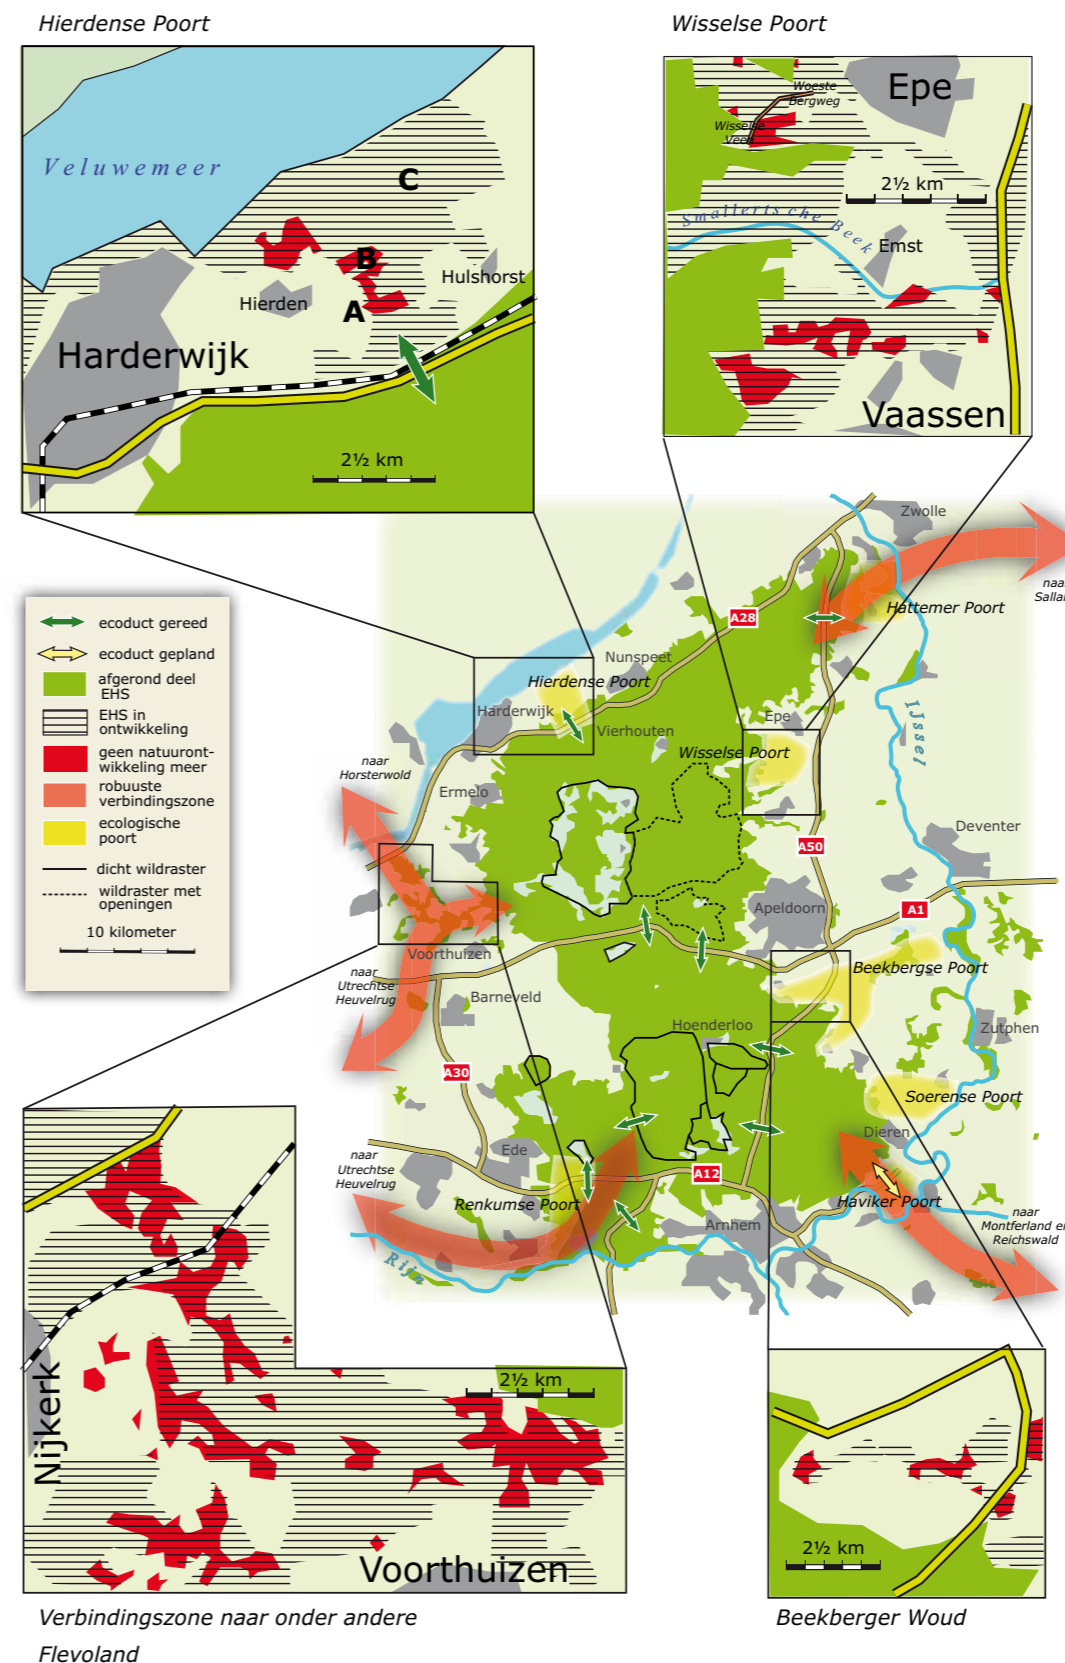 Hierdense Poort
Veluwemeer
C
B
A
Hierden
Hulshorst
Harderwijk
2½ km
Wisselse Poort
Epe
Woeste
Bergweg
Wisselse
Veen
2½ km
Smallertsche Beek
Emst
Vaassen
ecoduct gereed
ecoduct gepland
afgerond deel
EHS
EHS in
ontwikkeling
geen natuuront-
wikkeling meer
robuuste
verbindingszone
ecologische
poort
dicht wildraster
wildraster met
openingen
10 kilometer
Zwolle
naar
Hattemer Poort
A28
Nunspeet
Hierdense Poort
Harderwijk
Vierhouten
Epe
Wisselse Poort
IJssel
naar
Horsterwold
Ermelo
Deventer
A50
Apeldoorn
A1
Voorthuizen
Beekbergse Poort
naar
Utrechtse
Heuvelrug
Barneveld
Hoenderloo
Zutphen
A30
Soerense Poort
Dieren
naar
Utrechtse
Heuvelrug
Ede
A12
Renkumse Poort
Haviker Poort
Arnhem
naar
Montferland en
Reichswald
Rijn
Nijkerk
2½ km
Voorthuizen
Verbindingszone naar onder andere
Flevoland
2½ km
Beekberger Woud